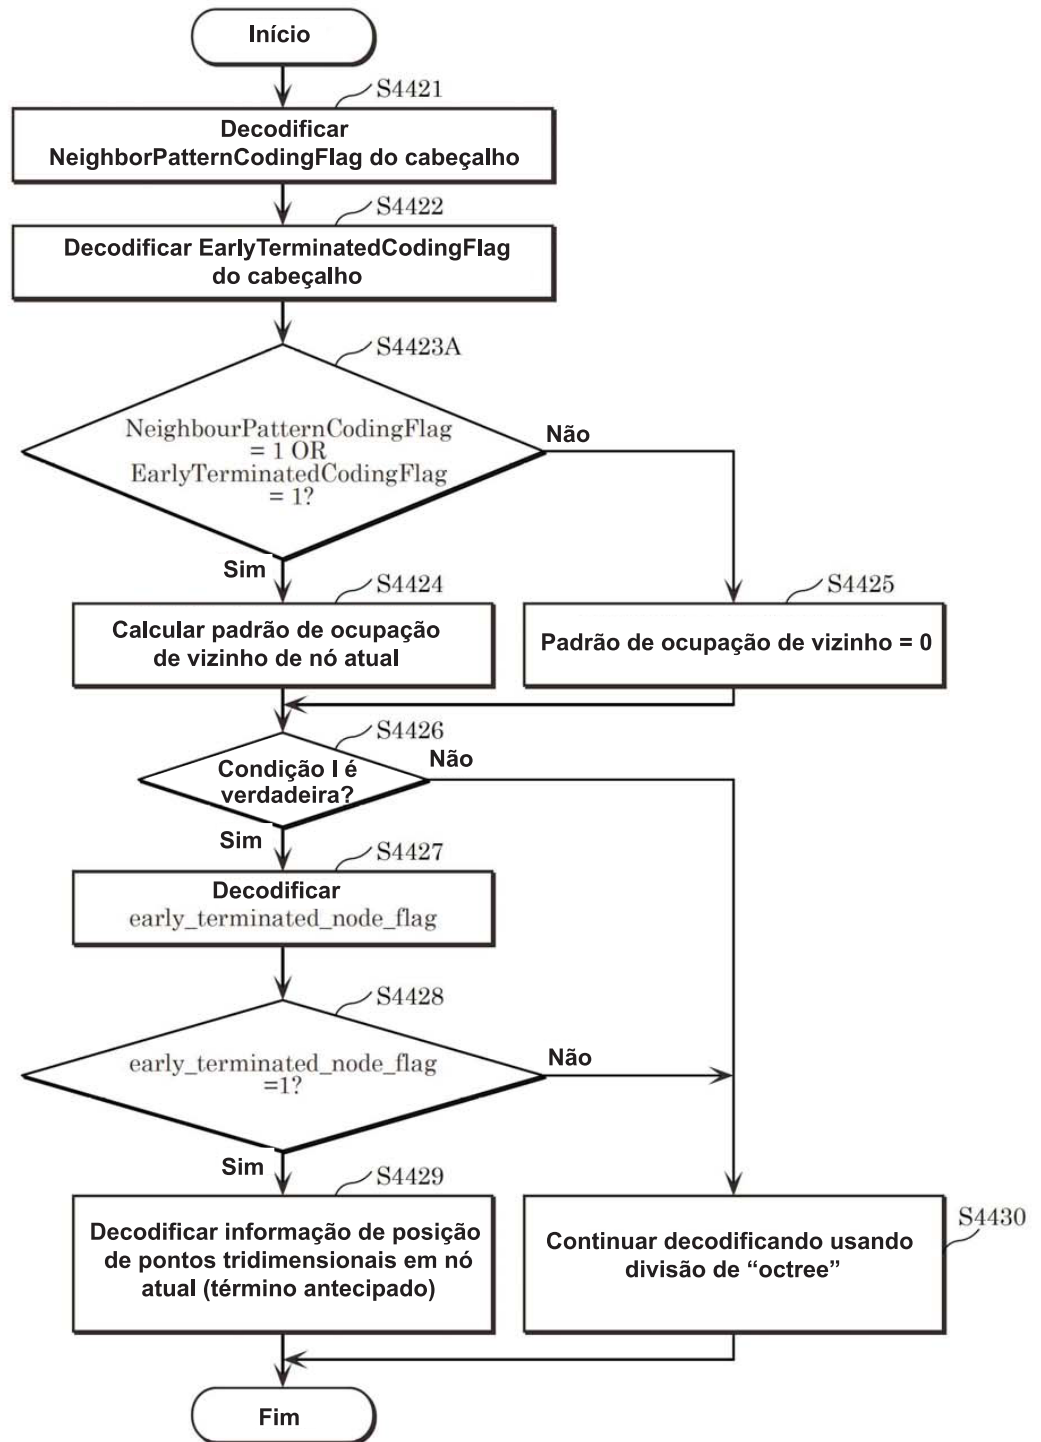 Início
S4421
Decodificar
NeighborPatternCodingFlag do cabeçalho
S4422
Decodificar EarlyTerminatedCodingFlag
do cabeçalho
S4423A
NeighbourPatternCodingFlag
= 1 OR
EarlyTerminatedCodingFlag
= 1?
Não
Sim
S4424
Calcular padrão de ocupação
de vizinho de nó atual
S4425
Padrão de ocupação de vizinho = 0
S4426
Condição I é
verdadeira?
Não
Sim
S4427
Decodificar
early_terminated_node_flag
S4428
early_terminated_node_flag
=1?
Não
Sim
S4429
Decodificar informação de posição
de pontos tridimensionais em nó
atual (término antecipado)
S4430
Continuar decodificando usando
divisão de “octree”
Fim